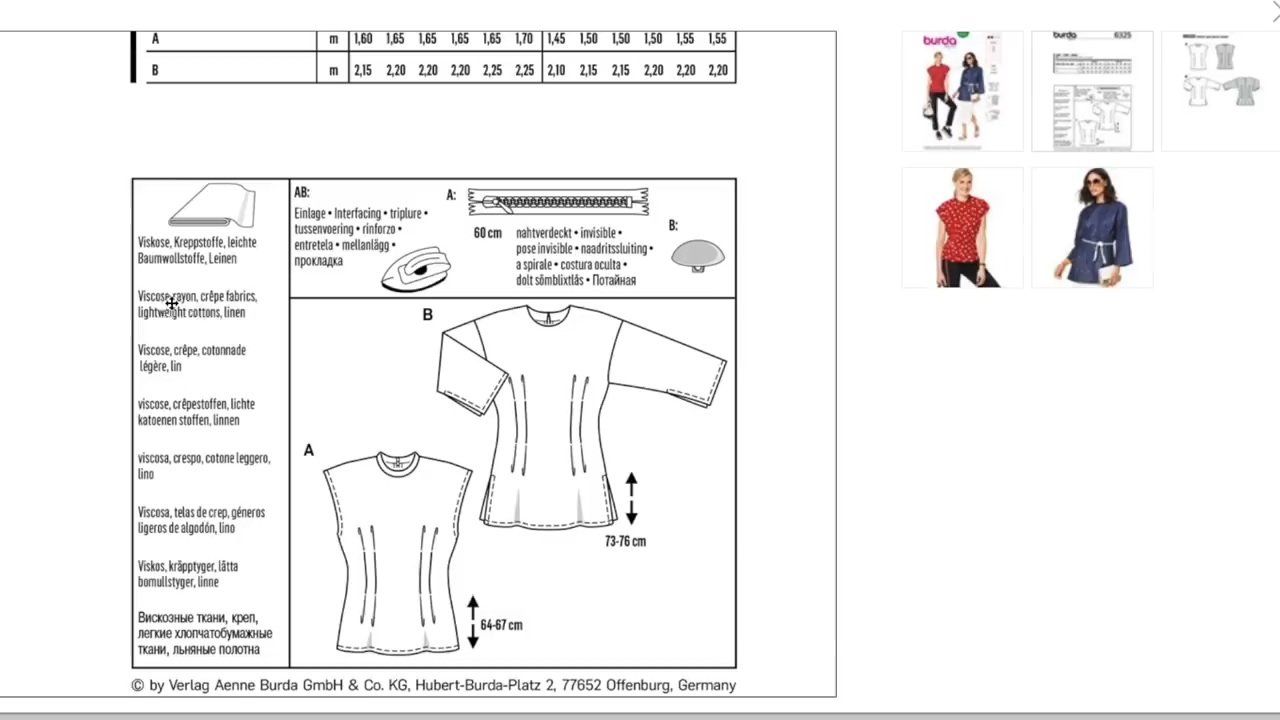 A m 1,60 1,65 1,65 1,65 1,65 1,70 1,45 1,50 1,50 1,50 1,55 1,55
B m 2,20 2,20 2,20 2,25 2,25 2,10 2,15 2,15 2,20 2,20 2,20
Viskose, Kreppstoffe, leichte
Baumwollstoffe, Leinen
Viscose rayon, crêpe fabrics,
lightweight cottons, linen
Viscose, crêpe, cotonnade
légère, lin
viscose, crêpestoffen, lichte
katoenen stoffen, linnen
viscosa, crespo, cotone leggero,
lino
Viscosa, telas de crep, géneros
ligeros de algodón, lino
Viskos, kräpptyger, lätta
bomullstyger, linne
Вискозные ткани, креп,
легкие хлопчатобумажные
ткани, льняные полотна
AB:
Einlage • Interfacing • triplure •
tussenvoering • rinforzo •
entretela • mellanlägg •
прокладка
A:
60 cm
nahtverdeckt • invisible •
pose invisible • naadritssluiting •
a spirale • costura oculta •
dolt sömblixtlås • Потайная
B:
B
73-76 cm
A
64-67 cm
© by Verlag Aenne Burda GmbH & Co. KG, Hubert-Burda-Platz 2, 77652 Offenburg, Germany
burda
burda 6325